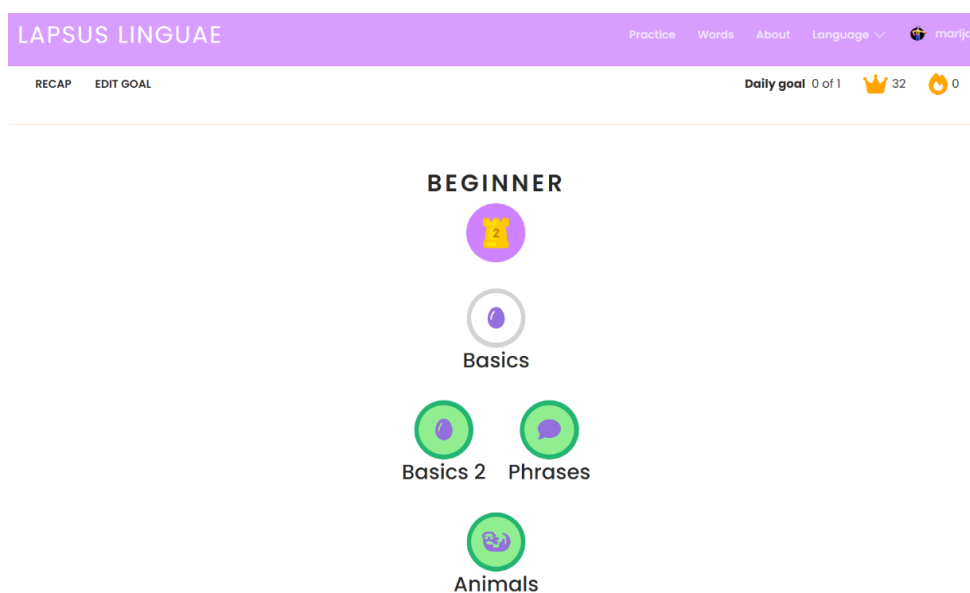 LAPSUS LINGUAE
Practice Words About Language marija
RECAP EDIT GOAL Daily goal 0 of 1 32 0
BEGINNER
2
Basics
Basics 2 Phrases
Animals